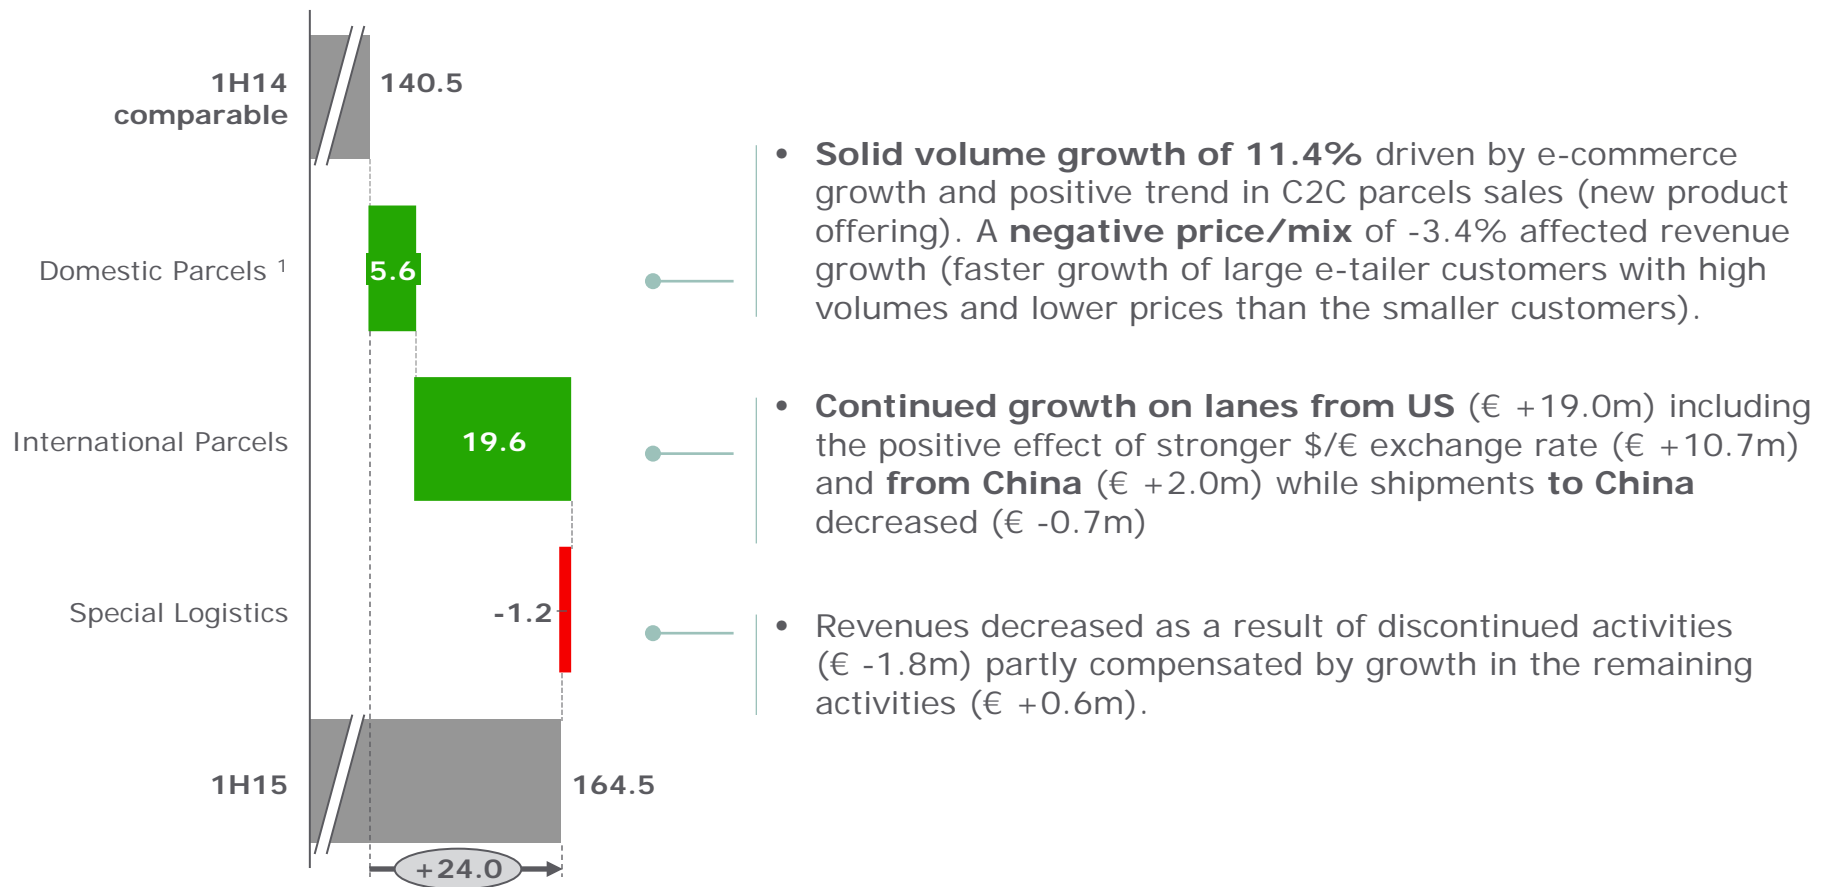 1H14
comparable
140.5
Domestic Parcels ¹
5.6
• Solid volume growth of 11.4% driven by e-commerce
growth and positive trend in C2C parcels sales (new product
offering). A negative price/mix of -3.4% affected revenue
growth (faster growth of large e-tailer customers with high
volumes and lower prices than the smaller customers).
International Parcels
19.6
• Continued growth on lanes from US (€ +19.0m) including
the positive effect of stronger $/€ exchange rate (€ +10.7m)
and from China (€ +2.0m) while shipments to China
decreased (€ -0.7m)
Special Logistics
-1.2
• Revenues decreased as a result of discontinued activities
(€ -1.8m) partly compensated by growth in the remaining
activities (€ +0.6m).
1H15
164.5
+24.0